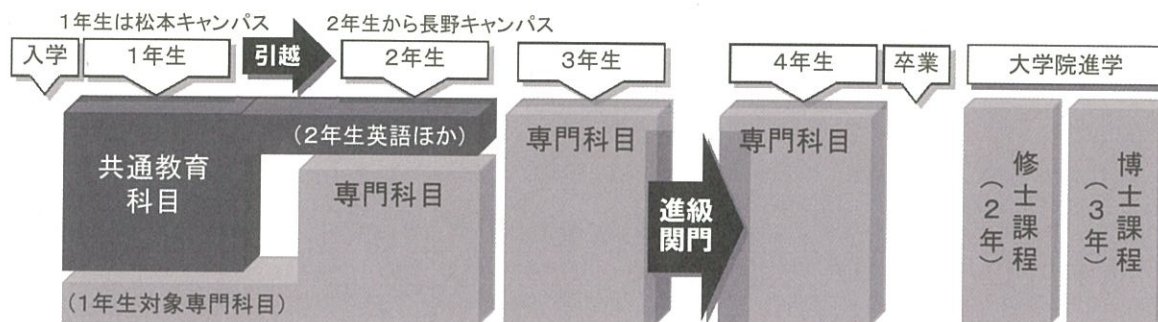 1年生は松本キャンパス
2年生から長野キャンパス
入学
1年生
引越
2年生
3年生
4年生
卒業
大学院進学
共通教育
科目
(2年生英語ほか)
専門科目
(1年生対象専門科目)
専門科目
進級
関門
専門科目
修士課程
(2年)
博士課程
(3年)